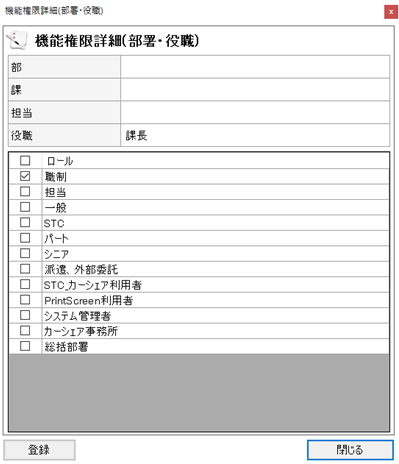 機能権限詳細(部署・役職)
機能権限詳細(部署・役職)
部
課
担当
役職 課長
ロール
職制
担当
一般
STC
パート
シニア
派遣、外部委託
STC_カーシェア利用者
PrintScreen利用者
システム管理者
カーシェア事務所
総括部署
登録 閉じる